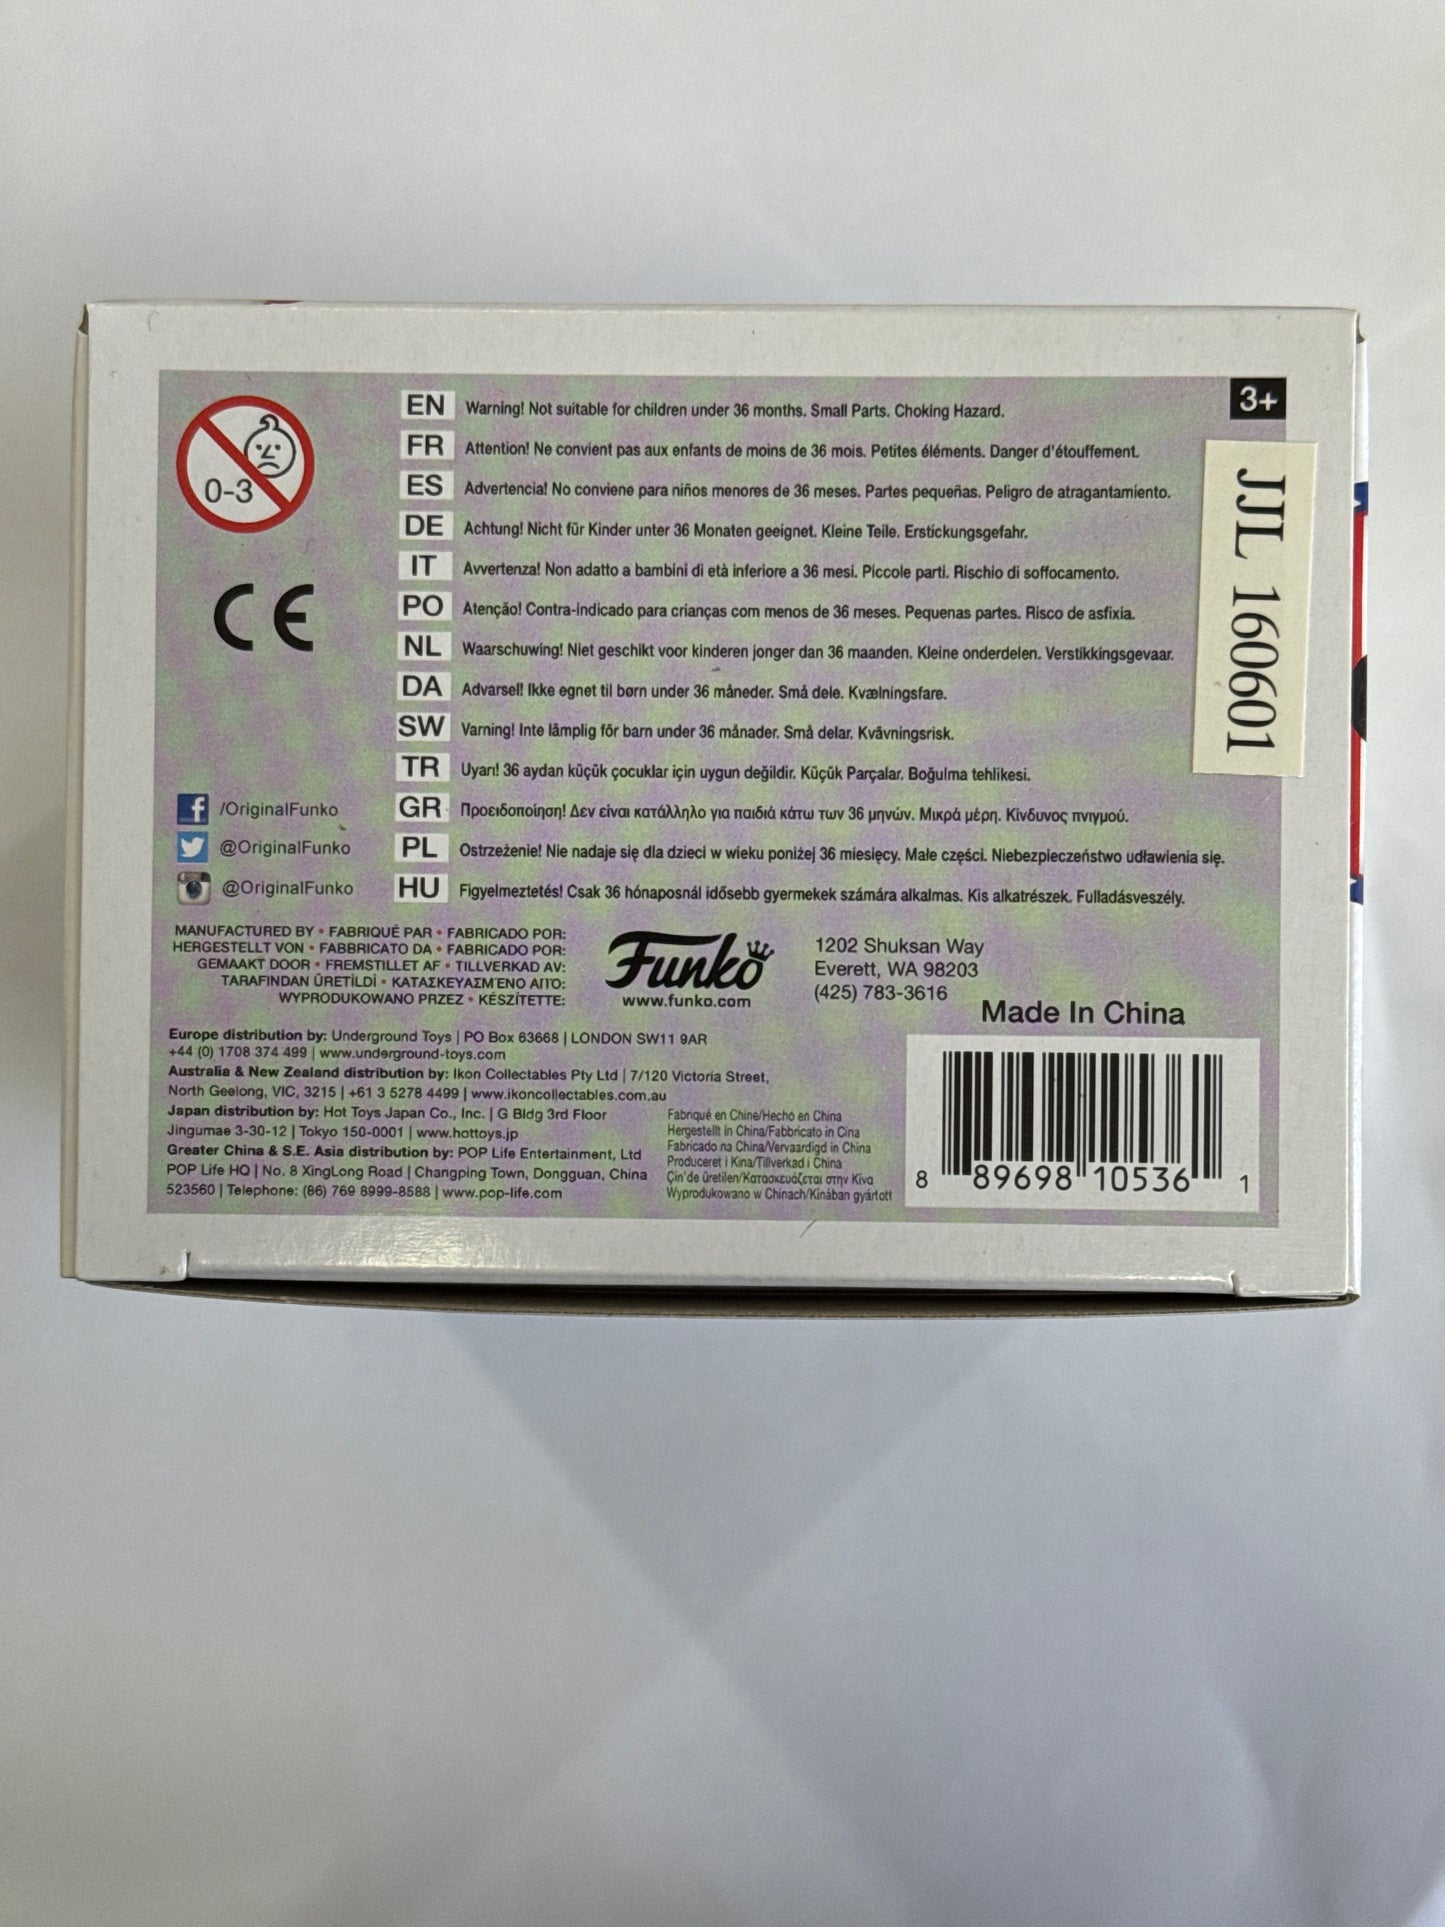 3+
0-3
EN Warning! Not suitable for children under 36 months. Small Parts. Choking Hazard.
FR Attention! Ne convient pas aux enfants de moins de 36 mois. Petites éléments. Danger d'étouffement.
ES Advertencia! No conviene para niños menores de 36 meses. Partes pequeñas. Peligro de atragantamiento.
DE Achtung! Nicht für Kinder unter 36 Monaten geeignet. Kleine Teile. Erstickungsgefahr.
IT Avvertenza! Non adatto a bambini di età inferiore a 36 mesi. Piccole parti. Rischio di soffocamento.
PO Atenção! Contra-indicado para crianças com menos de 36 meses. Pequenas partes. Risco de asfixia.
NL Waarschuwing! Niet geschikt voor kinderen jonger dan 36 maanden. Kleine onderdelen. Verstikkingsgevaar.
DA Advarsel! Ikke egnet til børn under 36 måneder. Små dele. Kvælningsfare.
SW Varning! Inte lämplig för barn under 36 månader. Små delar. Kvävningsrisk.
TR Uyarı! 36 aydan küçük çocuklar için uygun değildir. Küçük Parçalar. Boğulma tehlikesi.
GR Προειδοποίηση! Δεν είναι κατάλληλο για παιδιά κάτω των 36 μηνών. Μικρά μέρη. Κίνδυνος πνιγμού.
PL Ostrzeżenie! Nie nadaje się dla dzieci w wieku poniżej 36 miesięcy. Małe części. Niebezpieczeństwo udławienia się.
HU Figyelmeztetés! Csak 36 hónaposnál idősebb gyermekek számára alkalmas. Kis alkatrészek. Fulladásveszély.
JJL 16601
CE
/OriginalFunko
@OriginalFunko
@OriginalFunko
MANUFACTURED BY • FABRIQUÉ PAR • FABRICADO POR:
HERGESTELLT VON • FABBRICATO DA • FABRICADO POR:
GEMAAKT DOOR • FREMSTILLET AF • TILLVERKAD AV:
TARAFINDAN ÜRETİLDİ • ΚΑΤΑΣΚΕΥΑΣΜΈΝΟ ΑΠΌ:
WYPRODUKOWANO PRZEZ • KÉSZÍTETTE:
Funko
www.funko.com
1202 Shuksan Way
Everett, WA 98203
(425) 783-3616
Made In China
Europe distribution by: Underground Toys | PO Box 63668 | LONDON SW11 9AR
+44 (0) 1708 374 499 | www.underground-toys.com
Australia & New Zealand distribution by: Ikon Collectables Pty Ltd | 7/120 Victoria Street,
North Geelong, VIC, 3215 | +61 3 5278 4499 | www.ikoncollectables.com.au
Japan distribution by: Hot Toys Japan Co., Inc. | G Bldg 3rd Floor
Jingumae 3-30-12 | Tokyo 150-0001 | www.hottoys.jp
Greater China & S.E. Asia distribution by: POP Life Entertainment, Ltd
POP Life HQ | No. 8 XingLong Road | Changping Town, Dongguan, China
523560 | Telephone: (86) 769 8999-8588 | www.pop-life.com
Fabriqué en Chine/Hecho en China
Hergestellt in China/Fabbricato in Cina
Fabricado na China/Vervaardigd in China
Produceret i Kina/Tillverkad i China
Çin'de üretilen/Κατασκευάζεται στην Κίνα
Wyprodukowano w Chinach/Kinában gyártott
8 89698 10536 1